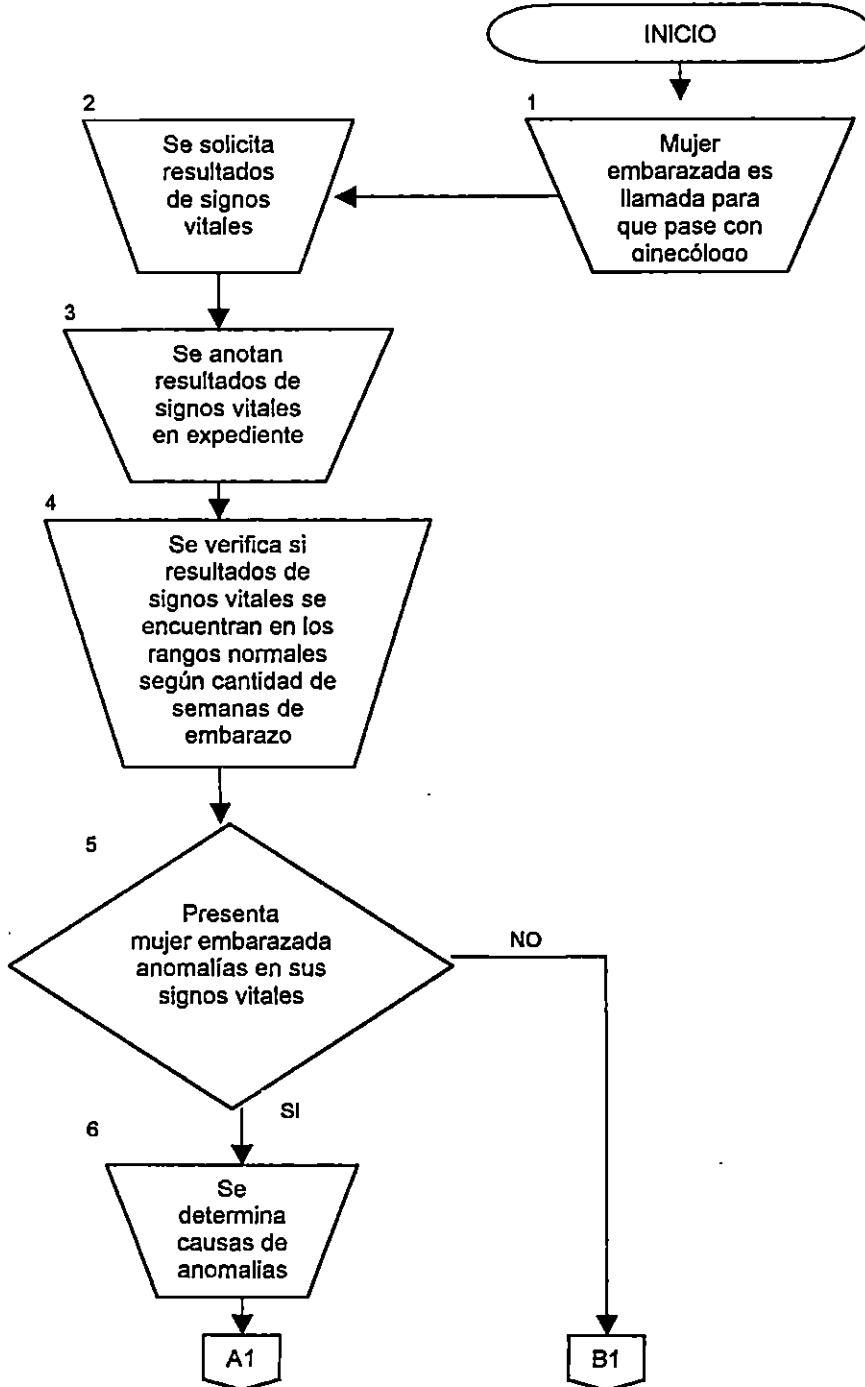 INICIO
1
Mujer
embarazada es
llamada para
que pase con
ginecólogo
2
Se solicita
resultados
de signos
vitales
3
Se anotan
resultados de
signos vitales
en expediente
4
Se verifica si
resultados de
signos vitales se
encuentran en los
rangos normales
según cantidad de
semanas de
embarazo
5
Presenta
mujer embarazada
anomalías en sus
signos vitales
NO
SI
6
Se
determina
causas de
anomalias
A1
B1